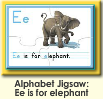 Ee
Ee is for elephant.
Alphabet Jigsaw:
Ee is for elephant